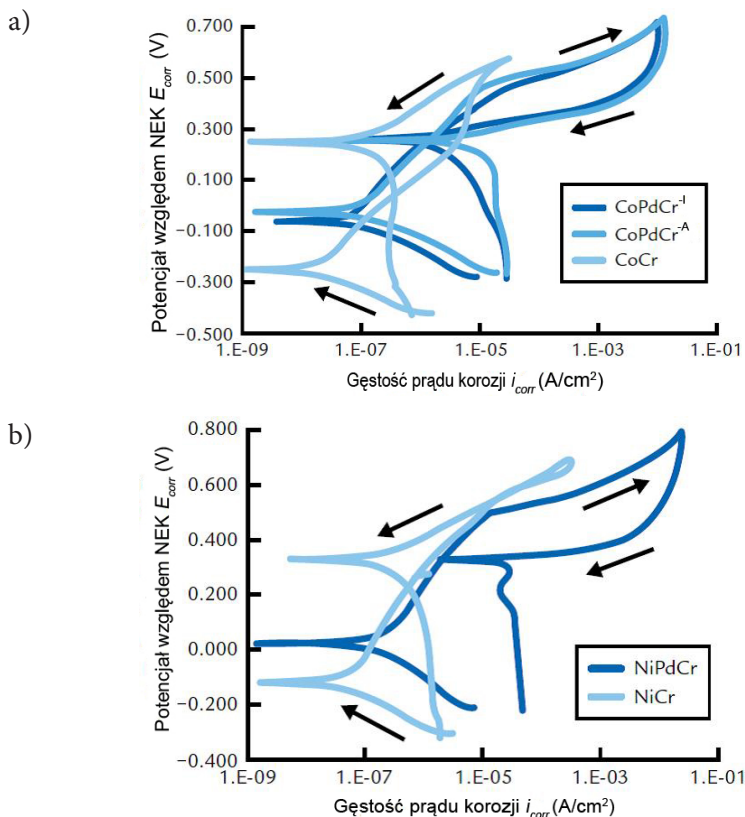 a)
Potencjał względem NEK Ecorr (V)
0.700
0.500
0.300
0.100
−0.100
−0.300
−0.500
CoPdCr-I
CoPdCr-A
CoCr
1.E-09 1.E-07 1.E-05 1.E-03 1.E-01
Gęstość prądu korozji icorr (A/cm²)
b)
Potencjał względem NEK Ecorr (V)
0.800
0.600
0.400
0.200
0.000
−0.200
−0.400
NiPdCr
NiCr
1.E-09 1.E-07 1.E-05 1.E-03 1.E-01
Gęstość prądu korozji icorr (A/cm²)